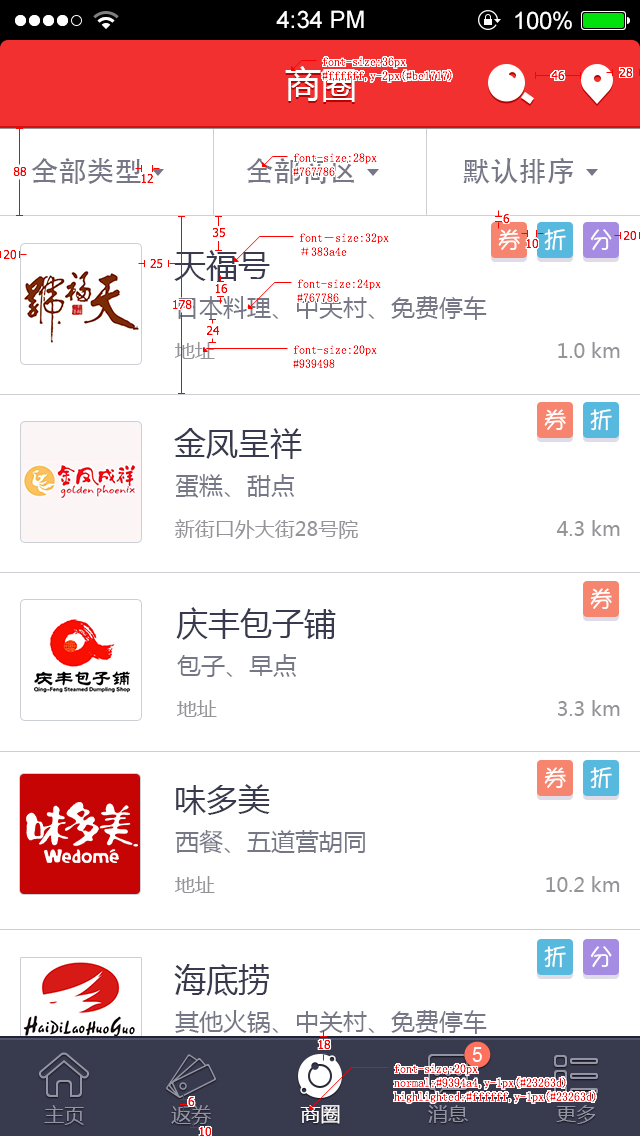 4:34 PM 100%
font-size:36px
#ffffff,y-2px(#be1717)
商圈
46
28
88
全部类型
12
font-size:28px
#767786
全部商区
默认排序
6
券 折 分
10
20
20
25
35
font-size:32px
#383a4e
天福号
16
178
font-size:24px
#767786
日本料理、中关村、免费停车
24
font-size:20px
#939498
地址
1.0 km
號福天
券 折
金凤呈祥
金凤成祥
golden phoenix
蛋糕、甜点
新街口外大街28号院
4.3 km
券
庆丰包子铺
庆丰包子铺
Qing-Feng Steamed Dumpling Shop
包子、早点
地址
3.3 km
券 折
味多美
味多美
Wedomé
西餐、五道营胡同
地址
10.2 km
折 分
海底捞
HaiDiLaoHuoGuo
其他火锅、中关村、免费停车
18
5
font-size:20px
normal:#9394a4,y-1px(#23263d)
highlighted:#ffffff,y-1px(#23263d)
6
主页 返券 商圈 消息 更多
10